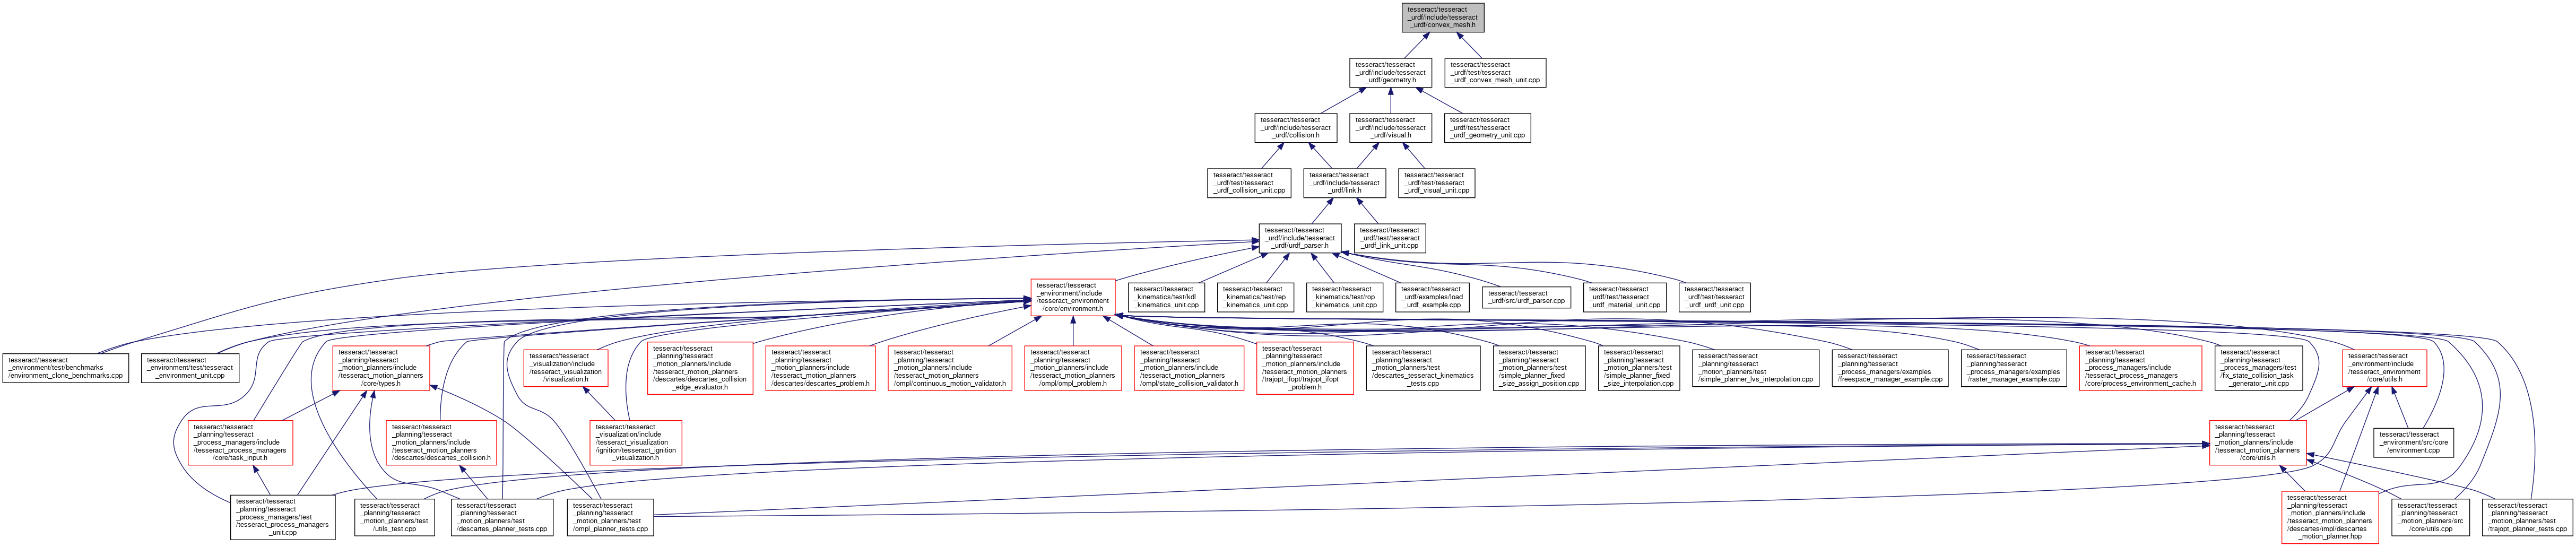 tesseract/tesseract
_urdf/include/tesseract
_urdf/convex_mesh.h
tesseract/tesseract
_urdf/include/tesseract
_urdf/geometry.h
tesseract/tesseract
_urdf/test/tesseract
_urdf_convex_mesh_unit.cpp
tesseract/tesseract
_urdf/include/tesseract
_urdf/collision.h
tesseract/tesseract
_urdf/include/tesseract
_urdf/visual.h
tesseract/tesseract
_urdf/test/tesseract
_urdf_geometry_unit.cpp
tesseract/tesseract
_urdf/test/tesseract
_urdf_collision_unit.cpp
tesseract/tesseract
_urdf/include/tesseract
_urdf/link.h
tesseract/tesseract
_urdf/test/tesseract
_urdf_visual_unit.cpp
tesseract/tesseract
_urdf/include/tesseract
_urdf/urdf_parser.h
tesseract/tesseract
_urdf/test/tesseract
_urdf_link_unit.cpp
tesseract/tesseract
_environment/include
/tesseract_environment
/core/environment.h
tesseract/tesseract
_kinematics/test/kdl
_kinematics_unit.cpp
tesseract/tesseract
_kinematics/test/rep
_kinematics_unit.cpp
tesseract/tesseract
_kinematics/test/rop
_kinematics_unit.cpp
tesseract/tesseract
_urdf/examples/load
_urdf_example.cpp
tesseract/tesseract
_urdf/src/urdf_parser.cpp
tesseract/tesseract
_urdf/test/tesseract
_urdf_material_unit.cpp
tesseract/tesseract
_urdf/test/tesseract
_urdf_urdf_unit.cpp
tesseract/tesseract
_environment/test/benchmarks
/environment_clone_benchmarks.cpp
tesseract/tesseract
_environment/test/tesseract
_environment_unit.cpp
tesseract/tesseract
_planning/tesseract
_motion_planners/include
/tesseract_motion_planners
/core/types.h
tesseract/tesseract
_visualization/include
/tesseract_visualization
/visualization.h
tesseract/tesseract
_planning/tesseract
_motion_planners/include
/tesseract_motion_planners
/descartes/descartes_collision
_edge_evaluator.h
tesseract/tesseract
_planning/tesseract
_motion_planners/include
/tesseract_motion_planners
/descartes/descartes_problem.h
tesseract/tesseract
_planning/tesseract
_motion_planners/include
/tesseract_motion_planners
/ompl/continuous_motion_validator.h
tesseract/tesseract
_planning/tesseract
_motion_planners/include
/tesseract_motion_planners
/ompl/ompl_problem.h
tesseract/tesseract
_planning/tesseract
_motion_planners/include
/tesseract_motion_planners
/ompl/state_collision_validator.h
tesseract/tesseract
_planning/tesseract
_motion_planners/include
/tesseract_motion_planners
/trajopt_ifopt/trajopt_ifopt
_problem.h
tesseract/tesseract
_planning/tesseract
_motion_planners/test
/descartes_tesseract_kinematics
_tests.cpp
tesseract/tesseract
_planning/tesseract
_motion_planners/test
/simple_planner_fixed
_size_assign_position.cpp
tesseract/tesseract
_planning/tesseract
_motion_planners/test
/simple_planner_fixed
_size_interpolation.cpp
tesseract/tesseract
_planning/tesseract
_motion_planners/test
/simple_planner_lvs_interpolation.cpp
tesseract/tesseract
_planning/tesseract
_process_managers/examples
/freespace_manager_example.cpp
tesseract/tesseract
_planning/tesseract
_process_managers/examples
/raster_manager_example.cpp
tesseract/tesseract
_planning/tesseract
_process_managers/include
/tesseract_process_managers
/core/process_environment_cache.h
tesseract/tesseract
_planning/tesseract
_process_managers/test
/fix_state_collision_task
_generator_unit.cpp
tesseract/tesseract
_environment/include
/tesseract_environment
/core/utils.h
tesseract/tesseract
_planning/tesseract
_process_managers/include
/tesseract_process_managers
/core/task_input.h
tesseract/tesseract
_planning/tesseract
_motion_planners/include
/tesseract_motion_planners
/descartes/descartes_collision.h
tesseract/tesseract
_visualization/include
/tesseract_visualization
/ignition/tesseract_ignition
_visualization.h
tesseract/tesseract
_planning/tesseract
_motion_planners/include
/tesseract_motion_planners
/core/utils.h
tesseract/tesseract
_environment/src/core
/environment.cpp
tesseract/tesseract
_planning/tesseract
_process_managers/test
/tesseract_process_managers
_unit.cpp
tesseract/tesseract
_planning/tesseract
_motion_planners/test
/utils_test.cpp
tesseract/tesseract
_planning/tesseract
_motion_planners/test
/descartes_planner_tests.cpp
tesseract/tesseract
_planning/tesseract
_motion_planners/test
/ompl_planner_tests.cpp
tesseract/tesseract
_planning/tesseract
_motion_planners/include
/tesseract_motion_planners
/descartes/impl/descartes
_motion_planner.hpp
tesseract/tesseract
_planning/tesseract
_motion_planners/src
/core/utils.cpp
tesseract/tesseract
_planning/tesseract
_motion_planners/test
/trajopt_planner_tests.cpp